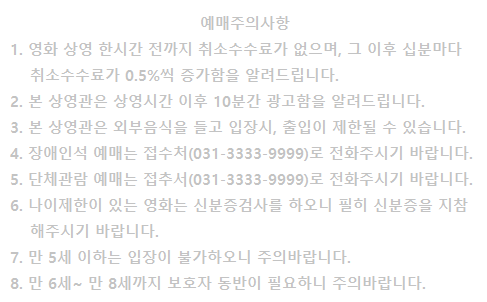 예매주의사항
1. 영화 상영 한시간 전까지 취소수수료가 없으며, 그 이후 십분마다
취소수수료가 0.5%씩 증가함을 알려드립니다.
2. 본 상영관은 상영시간 이후 10분간 광고함을 알려드립니다.
3. 본 상영관은 외부음식을 들고 입장시, 출입이 제한될 수 있습니다.
4. 장애인석 예매는 접수처(031-3333-9999)로 전화주시기 바랍니다.
5. 단체관람 예매는 접추서(031-3333-9999)로 전화주시기 바랍니다.
6. 나이제한이 있는 영화는 신분증검사를 하오니 필히 신분증을 지참
해주시기 바랍니다.
7. 만 5세 이하는 입장이 불가하오니 주의바랍니다.
8. 만 6세~ 만 8세까지 보호자 동반이 필요하니 주의바랍니다.